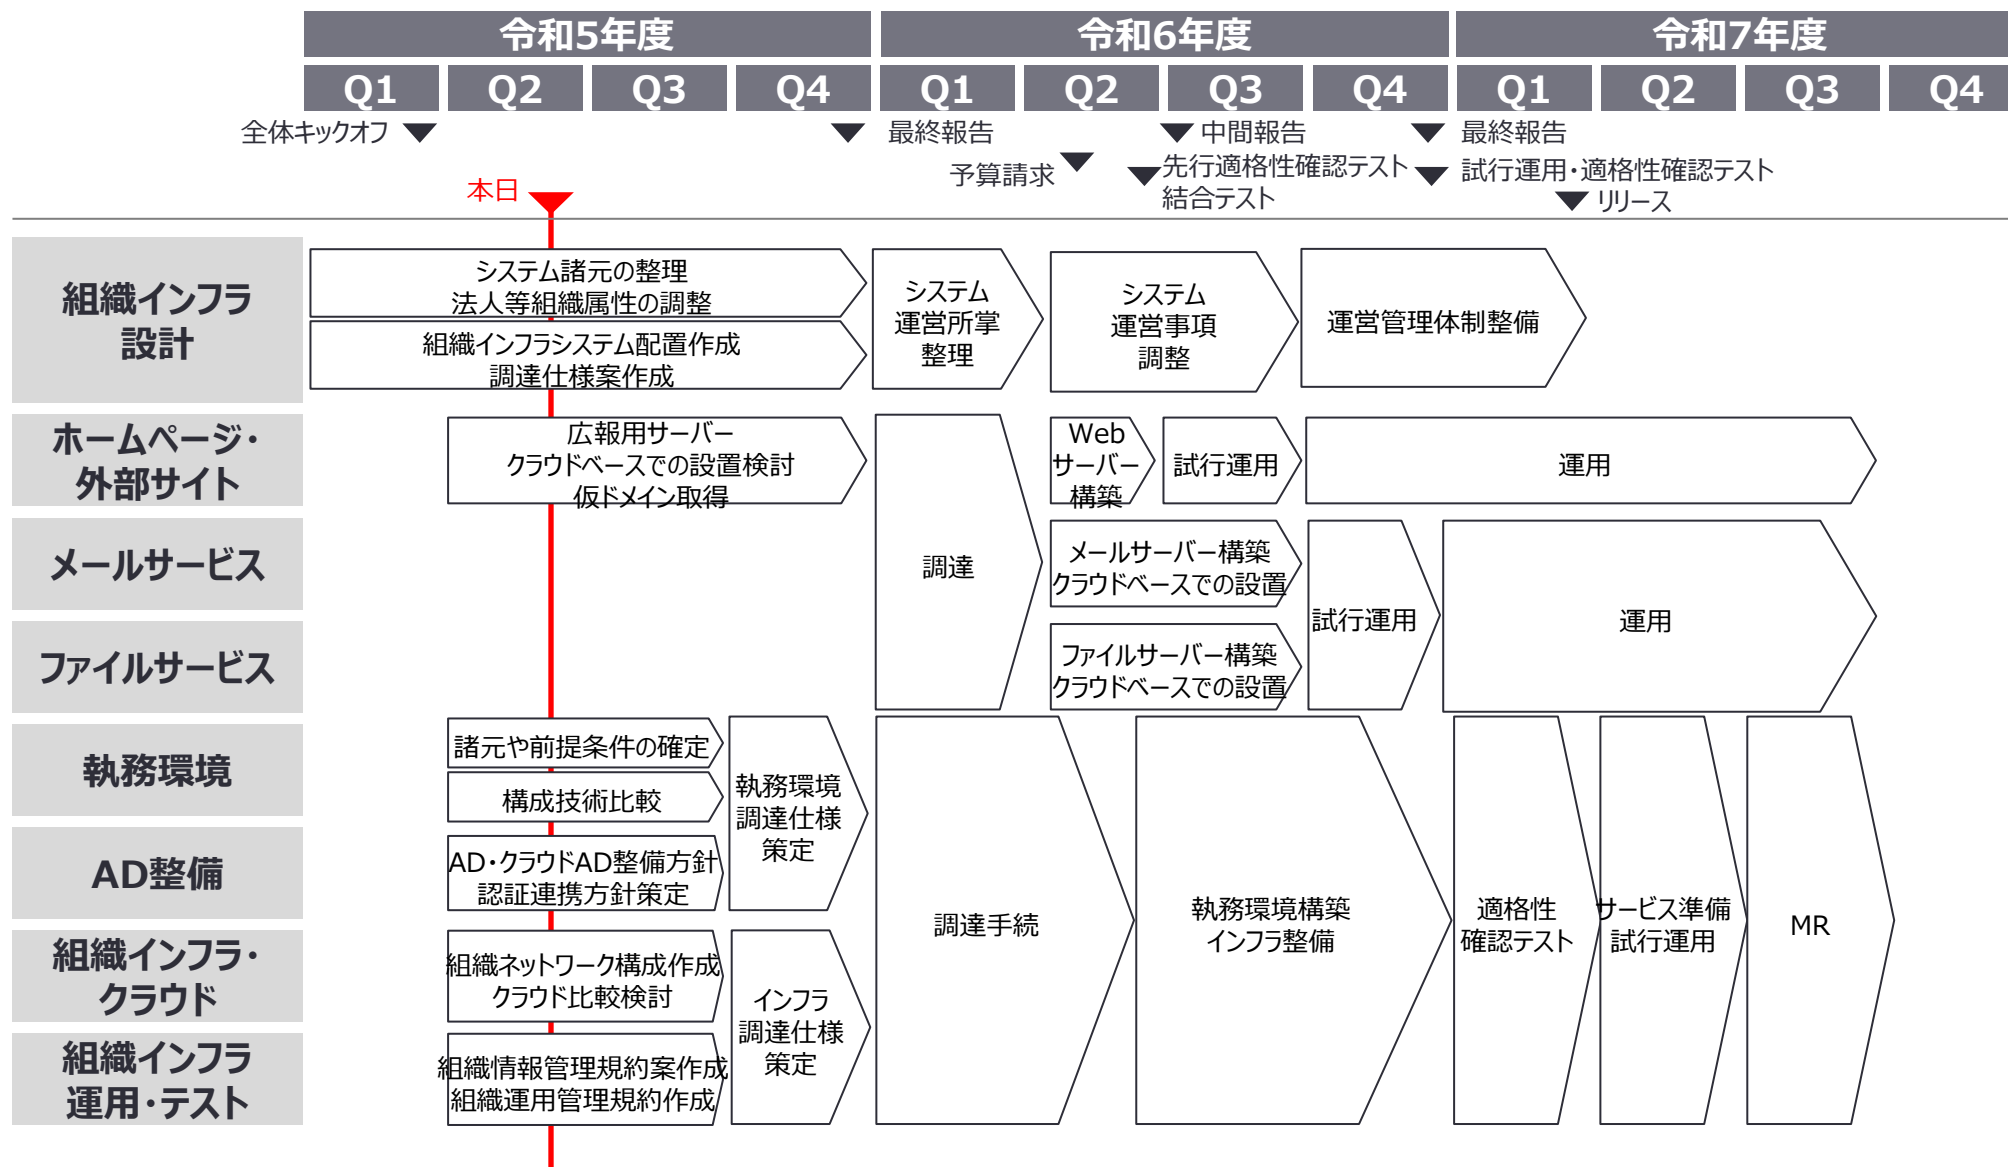 令和5年度
令和6年度
令和7年度
Q1
Q2
Q3
Q4
Q1
Q2
Q3
Q4
Q1
Q2
Q3
Q4
全体キックオフ
最終報告
中間報告
最終報告
予算請求
先行適格性確認テスト
結合テスト
試行運用・適格性確認テスト
リリース
本日
組織インフラ
設計
システム諸元の整理
法人等組織属性の調整
組織インフラシステム配置作成
調達仕様案作成
システム
運営所掌
整理
システム
運営事項
調整
運営管理体制整備
ホームページ・
外部サイト
広報用サーバー
クラウドベースでの設置検討
仮ドメイン取得
調達
Web
サーバー
構築
試行運用
運用
メールサービス
メールサーバー構築
クラウドベースでの設置
試行運用
運用
ファイルサービス
ファイルサーバー構築
クラウドベースでの設置
執務環境
諸元や前提条件の確定
構成技術比較
執務環境
調達仕様
策定
AD整備
AD・クラウドAD整備方針
認証連携方針策定
調達手続
執務環境構築
インフラ整備
適格性
確認テスト
サービス準備
試行運用
MR
組織インフラ・
クラウド
組織ネットワーク構成作成
クラウド比較検討
インフラ
調達仕様
策定
組織インフラ
運用・テスト
組織情報管理規約案作成
組織運用管理規約作成